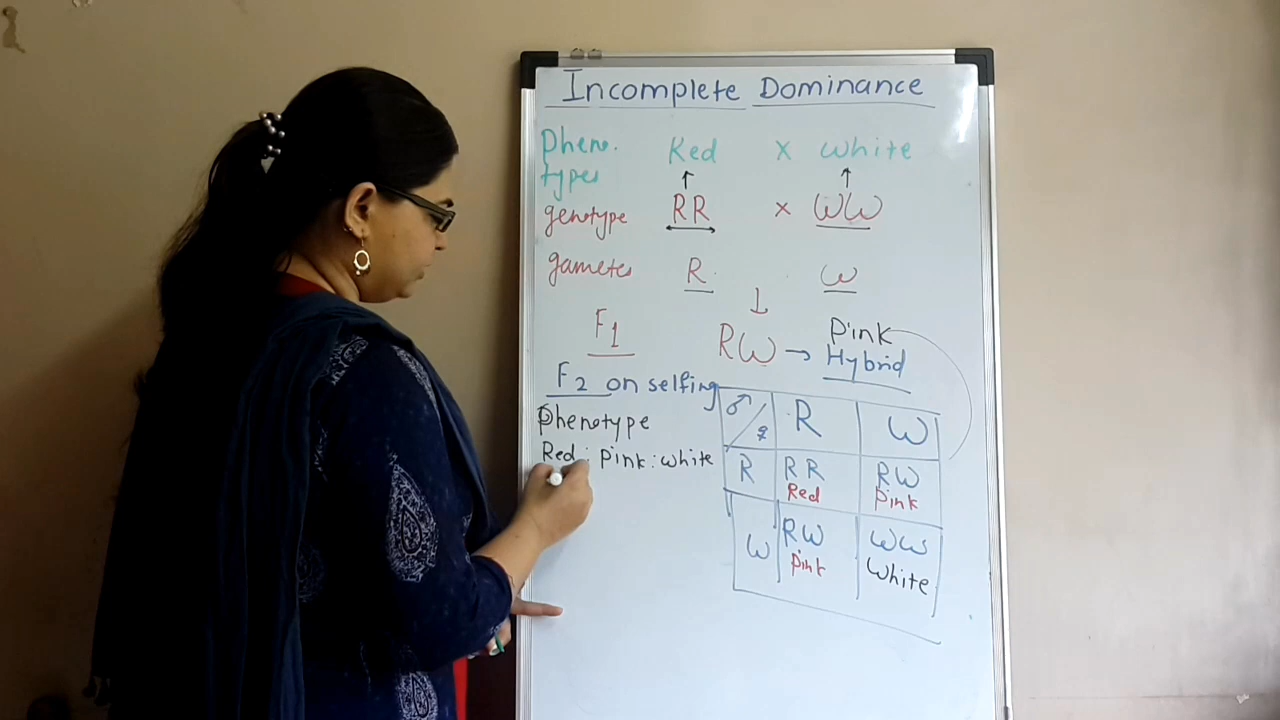 Incomplete Dominance
Pheno. Red x white
types
genotype RR x WW
gametes R. W
F1 RW → Pink
Hybrid
F2 on selfing
♂ ♀ R W
Phenotype
Red : Pink : white
R RR RW
Red Pink
W RW WW
Pink White